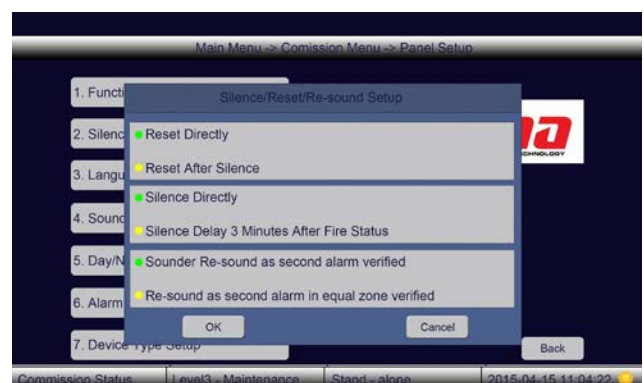 Main Menu -> Comission Menu -> Panel Setup
1. Functi
Silence/Reset/Re-sound Setup
2. Silenc
Reset Directly
Reset After Silence
3. Langu
Silence Directly
4. Sound
Silence Delay 3 Minutes After Fire Status
5. Day/N
Sounder Re-sound as second alarm verified
6. Alarm
Re-sound as second alarm in equal zone verified
OK
Cancel
7. Device Type Setup
Back
Commission Status
Level3 - Maintenance
Stand - alone
2015-04-15 11:04:22